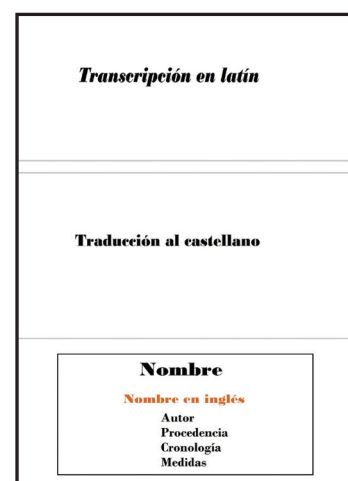 Transcripción en latín
Traducción al castellano
Nombre
Nombre en inglés
Autor
Procedencia
Cronología
Medidas